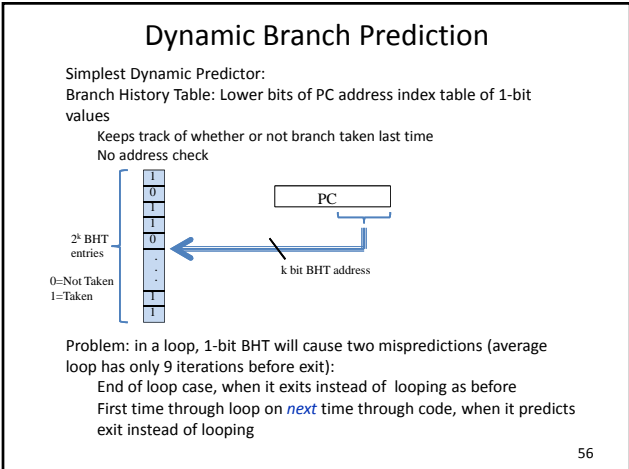 Dynamic Branch Prediction
Simplest Dynamic Predictor:
Branch History Table: Lower bits of PC address index table of 1-bit
values
Keeps track of whether or not branch taken last time
No address check
1
0
1
1
0
.
.
.
1
1
2k BHT
entries
0=Not Taken
1=Taken
PC
k bit BHT address
Problem: in a loop, 1-bit BHT will cause two mispredictions (average
loop has only 9 iterations before exit):
End of loop case, when it exits instead of looping as before
First time through loop on next time through code, when it predicts
exit instead of looping
56